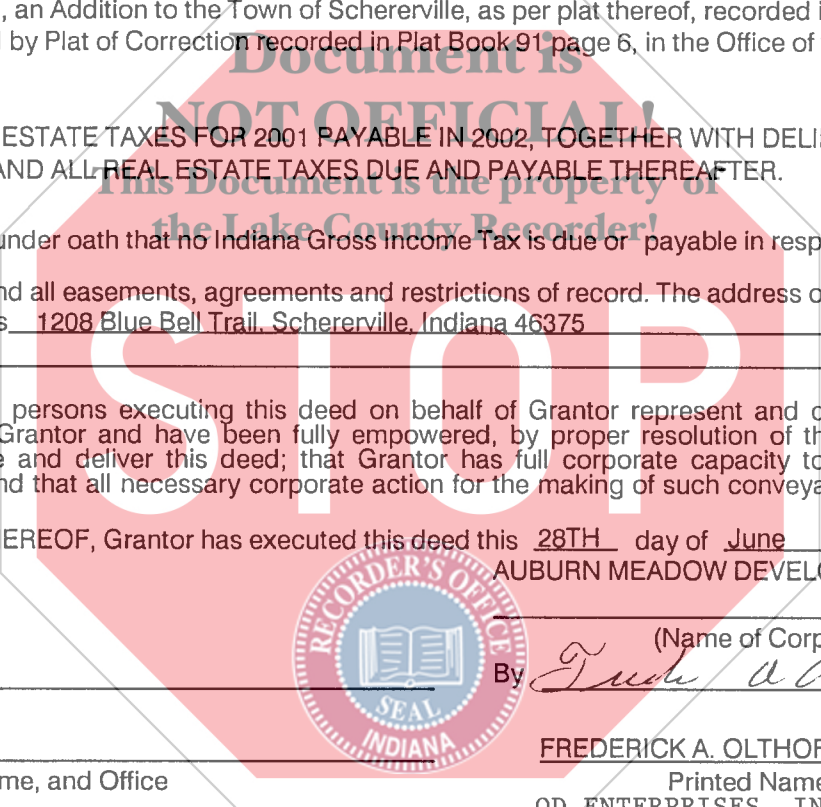 , an Addition to the Town of Schererville, as per plat thereof, recorded i
by Plat of Correction recorded in Plat Book 91 page 6, in the Office of
Document is
NOT OFFICIAL!
ESTATE TAXES FOR 2001 PAYABLE IN 2002, TOGETHER WITH DELI
AND ALL REAL ESTATE TAXES DUE AND PAYABLE THEREAFTER.
This Document is the property of
the Lake County Recorder!
under oath that no Indiana Gross Income Tax is due or payable in resp
nd all easements, agreements and restrictions of record. The address o
s 1208 Blue Bell Trail, Schererville, Indiana 46375
STOP
persons executing this deed on behalf of Grantor represent and c
Grantor and have been fully empowered, by proper resolution of th
e and deliver this deed; that Grantor has full corporate capacity to
nd that all necessary corporate action for the making of such conveya
EREOF, Grantor has executed this deed this 28TH day of June
AUBURN MEADOW DEVELO
(Name of Corp
By
RECORDER'S OFFICE
SEAL
INDIANA
FREDERICK A. OLTHOF
me, and Office
Printed Name
OD ENTERPRISES, IN